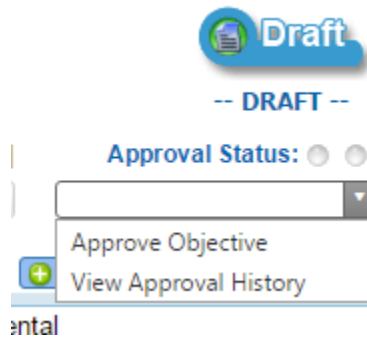 Draft
-- DRAFT --
Approval Status:
Approve Objective
View Approval History
ental